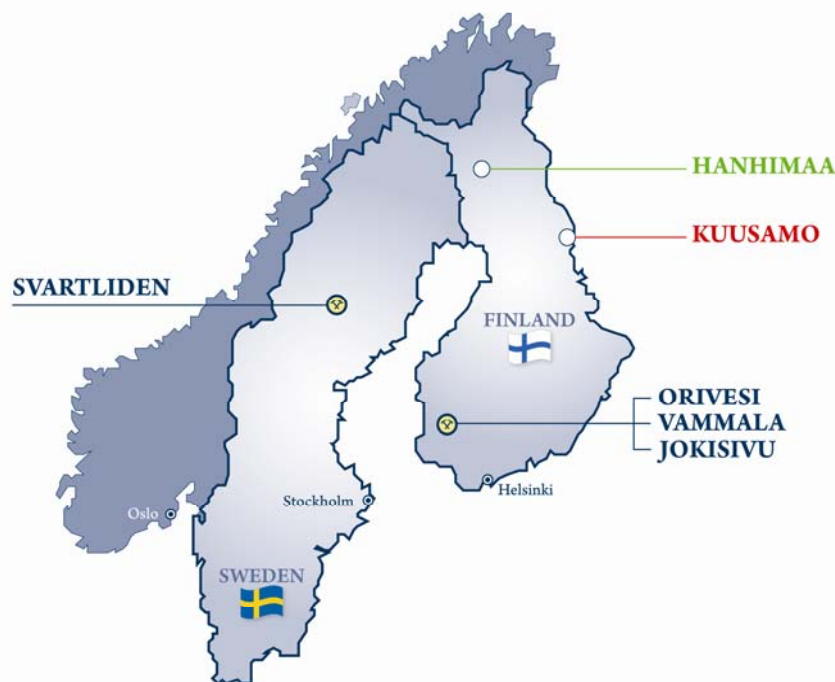 HANHIMAA
KUUSAMO
SVARTLIDEN
FINLAND
ORIVESI
VAMMALA
JOKISIVU
Helsinki
Stockholm
Oslo
SWEDEN